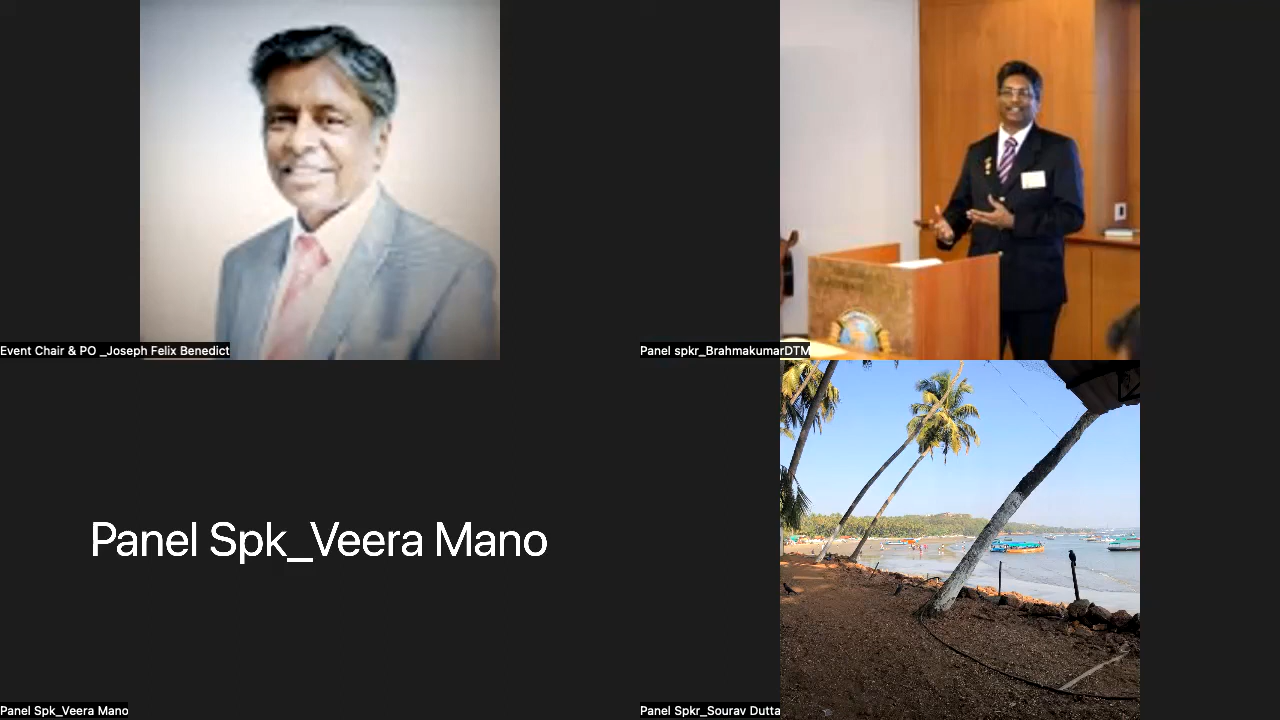 Event Chair & PO _Joseph Felix Benedict
Panel spkr_BrahmakumarDTM
Panel Spk_Veera Mano
Panel Spk_Veera Mano
Panel Spkr_Sourav Dutta